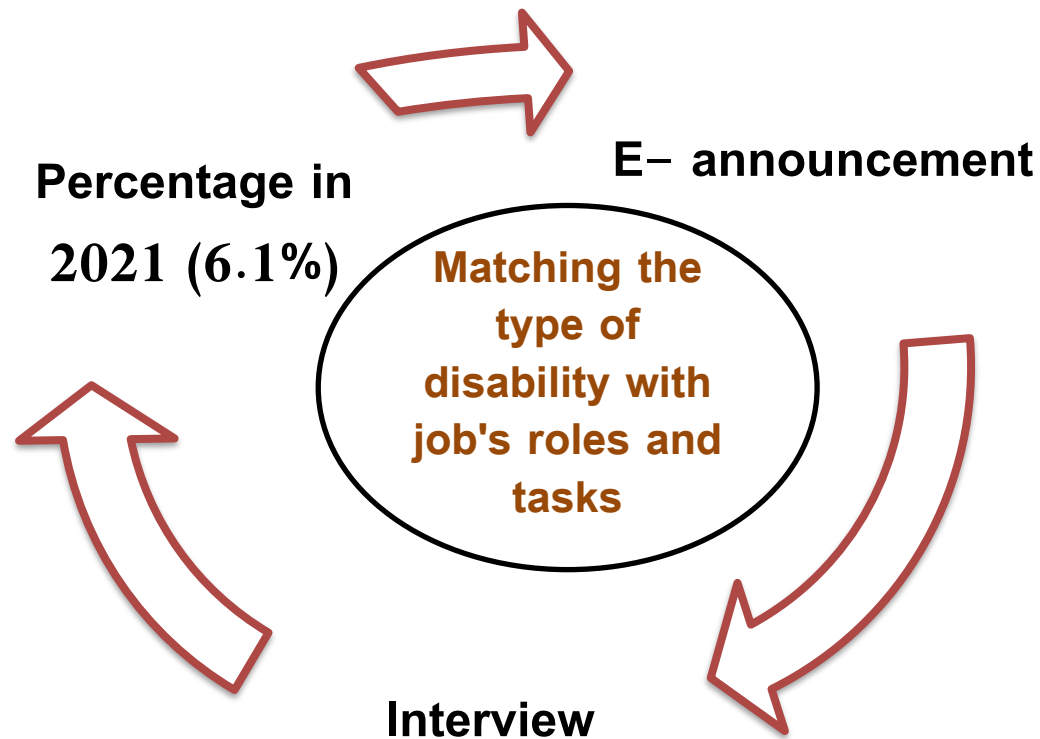 Percentage in
2021 (6.1%)
E– announcement
Matching the
type of
disability with
job's roles and
tasks
Interview